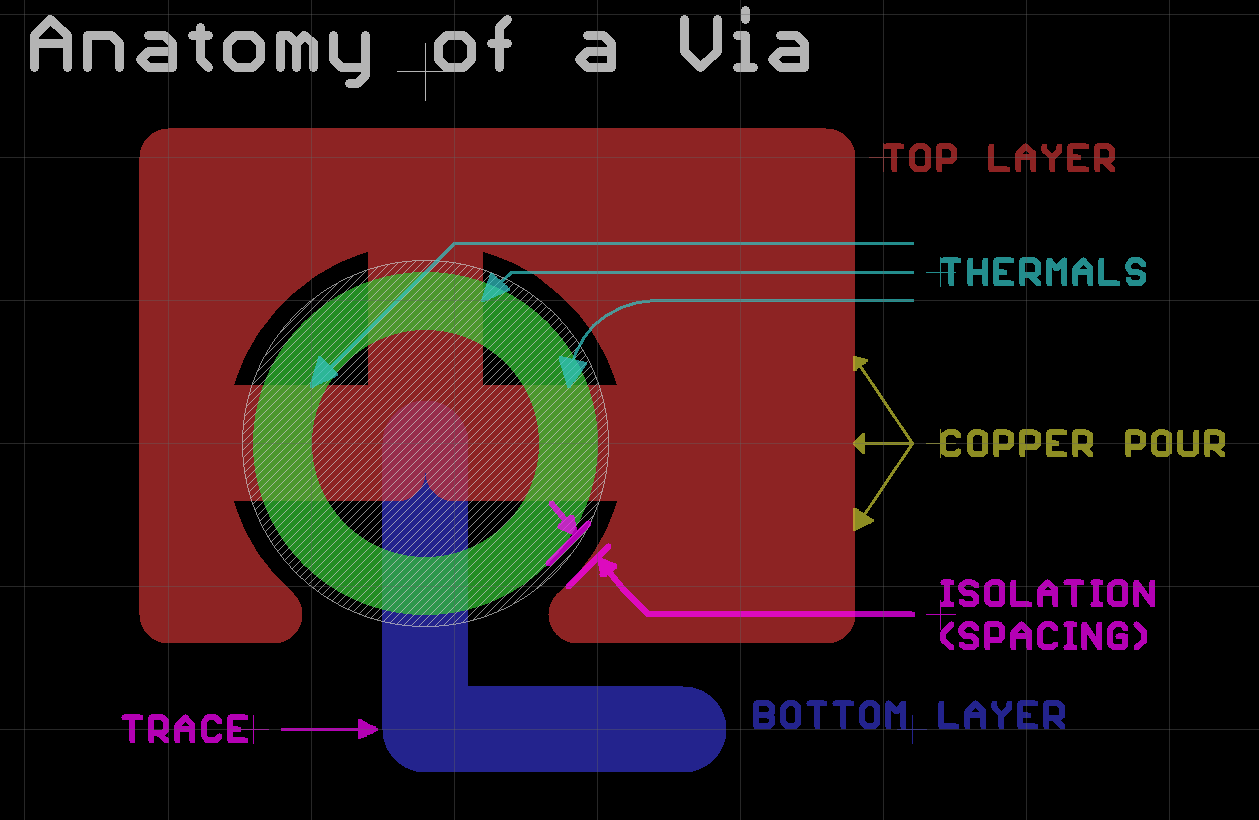 Anatomy of a Via
TOP LAYER
THERMALS
COPPER POUR
ISOLATION
(SPACING)
BOTTOM LAYER
TRACE